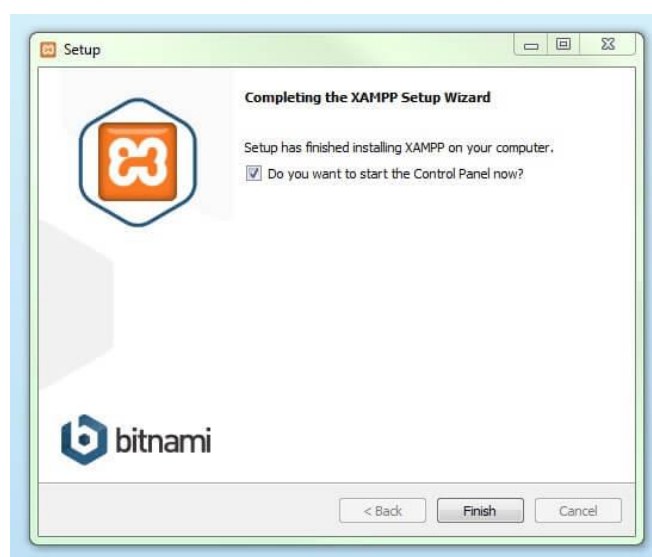 Setup
Completing the XAMPP Setup Wizard
Setup has finished installing XAMPP on your computer.
Do you want to start the Control Panel now?
bitnami
< Back
Finish
Cancel